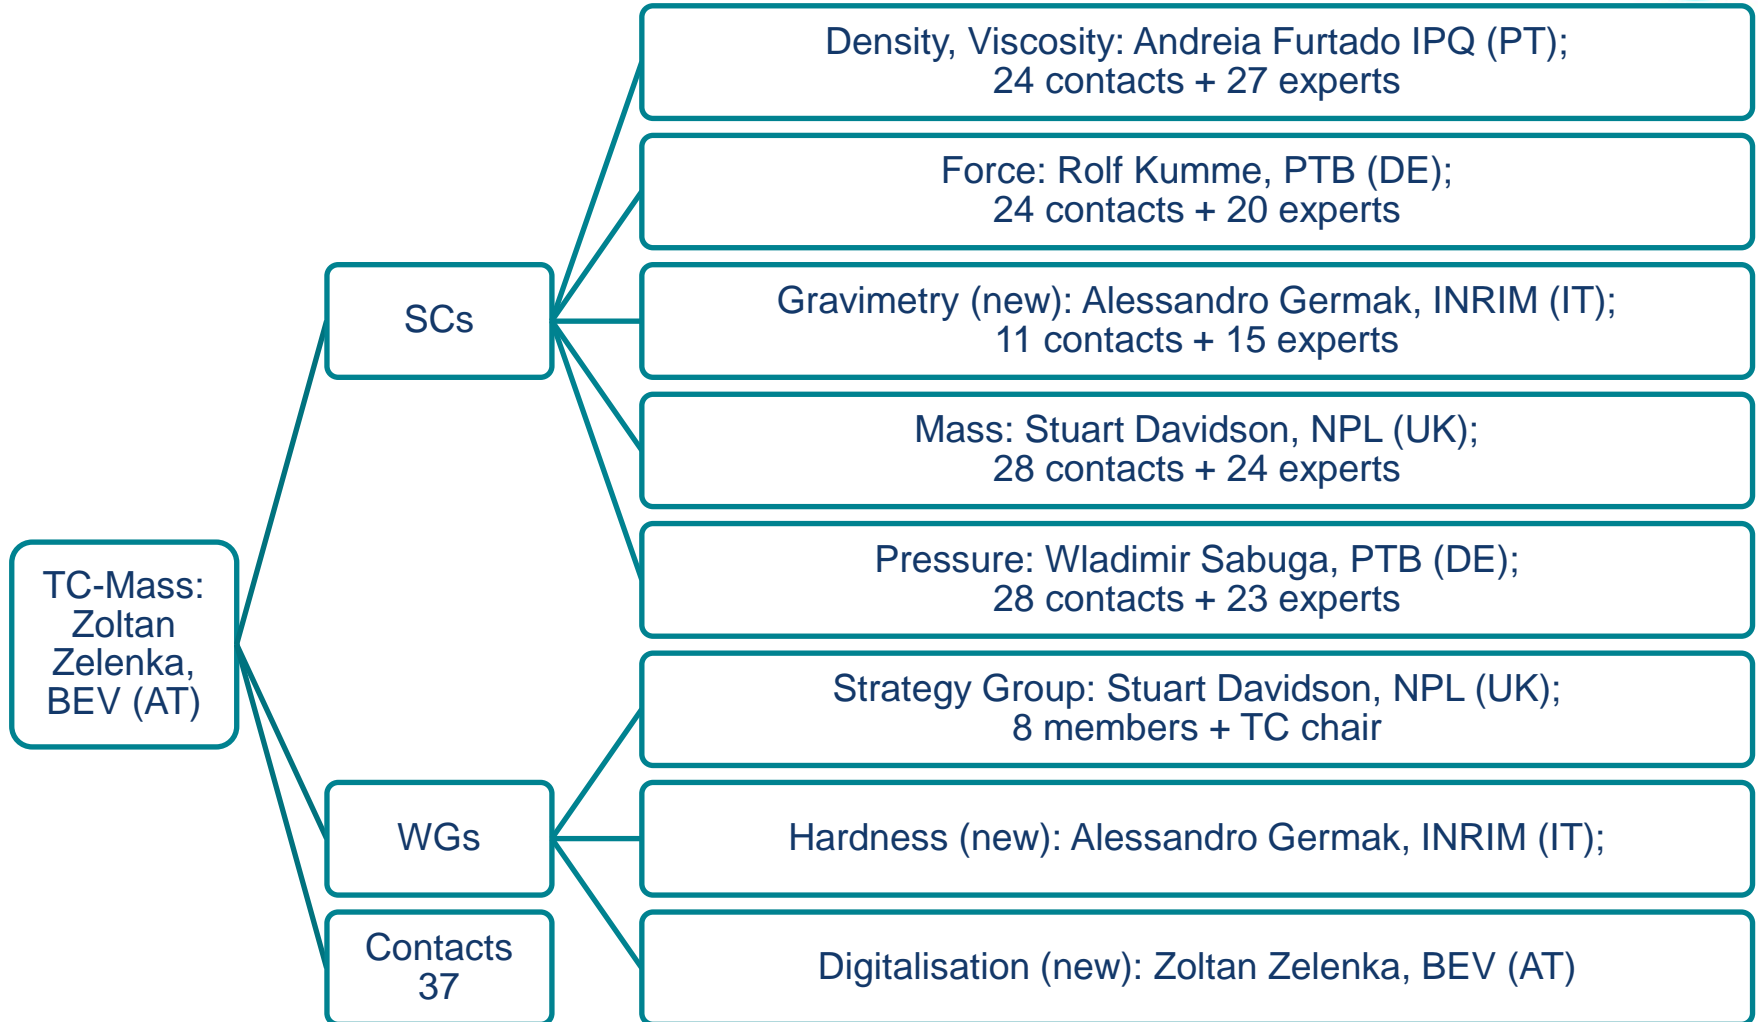 TC-Mass:
Zoltan
Zelenka,
BEV (AT)
SCs
Density, Viscosity: Andreia Furtado IPQ (PT);
24 contacts + 27 experts
Force: Rolf Kumme, PTB (DE);
24 contacts + 20 experts
Gravimetry (new): Alessandro Germak, INRIM (IT);
11 contacts + 15 experts
Mass: Stuart Davidson, NPL (UK);
28 contacts + 24 experts
Pressure: Wladimir Sabuga, PTB (DE);
28 contacts + 23 experts
WGs
Strategy Group: Stuart Davidson, NPL (UK);
8 members + TC chair
Hardness (new): Alessandro Germak, INRIM (IT);
Digitalisation (new): Zoltan Zelenka, BEV (AT)
Contacts
37